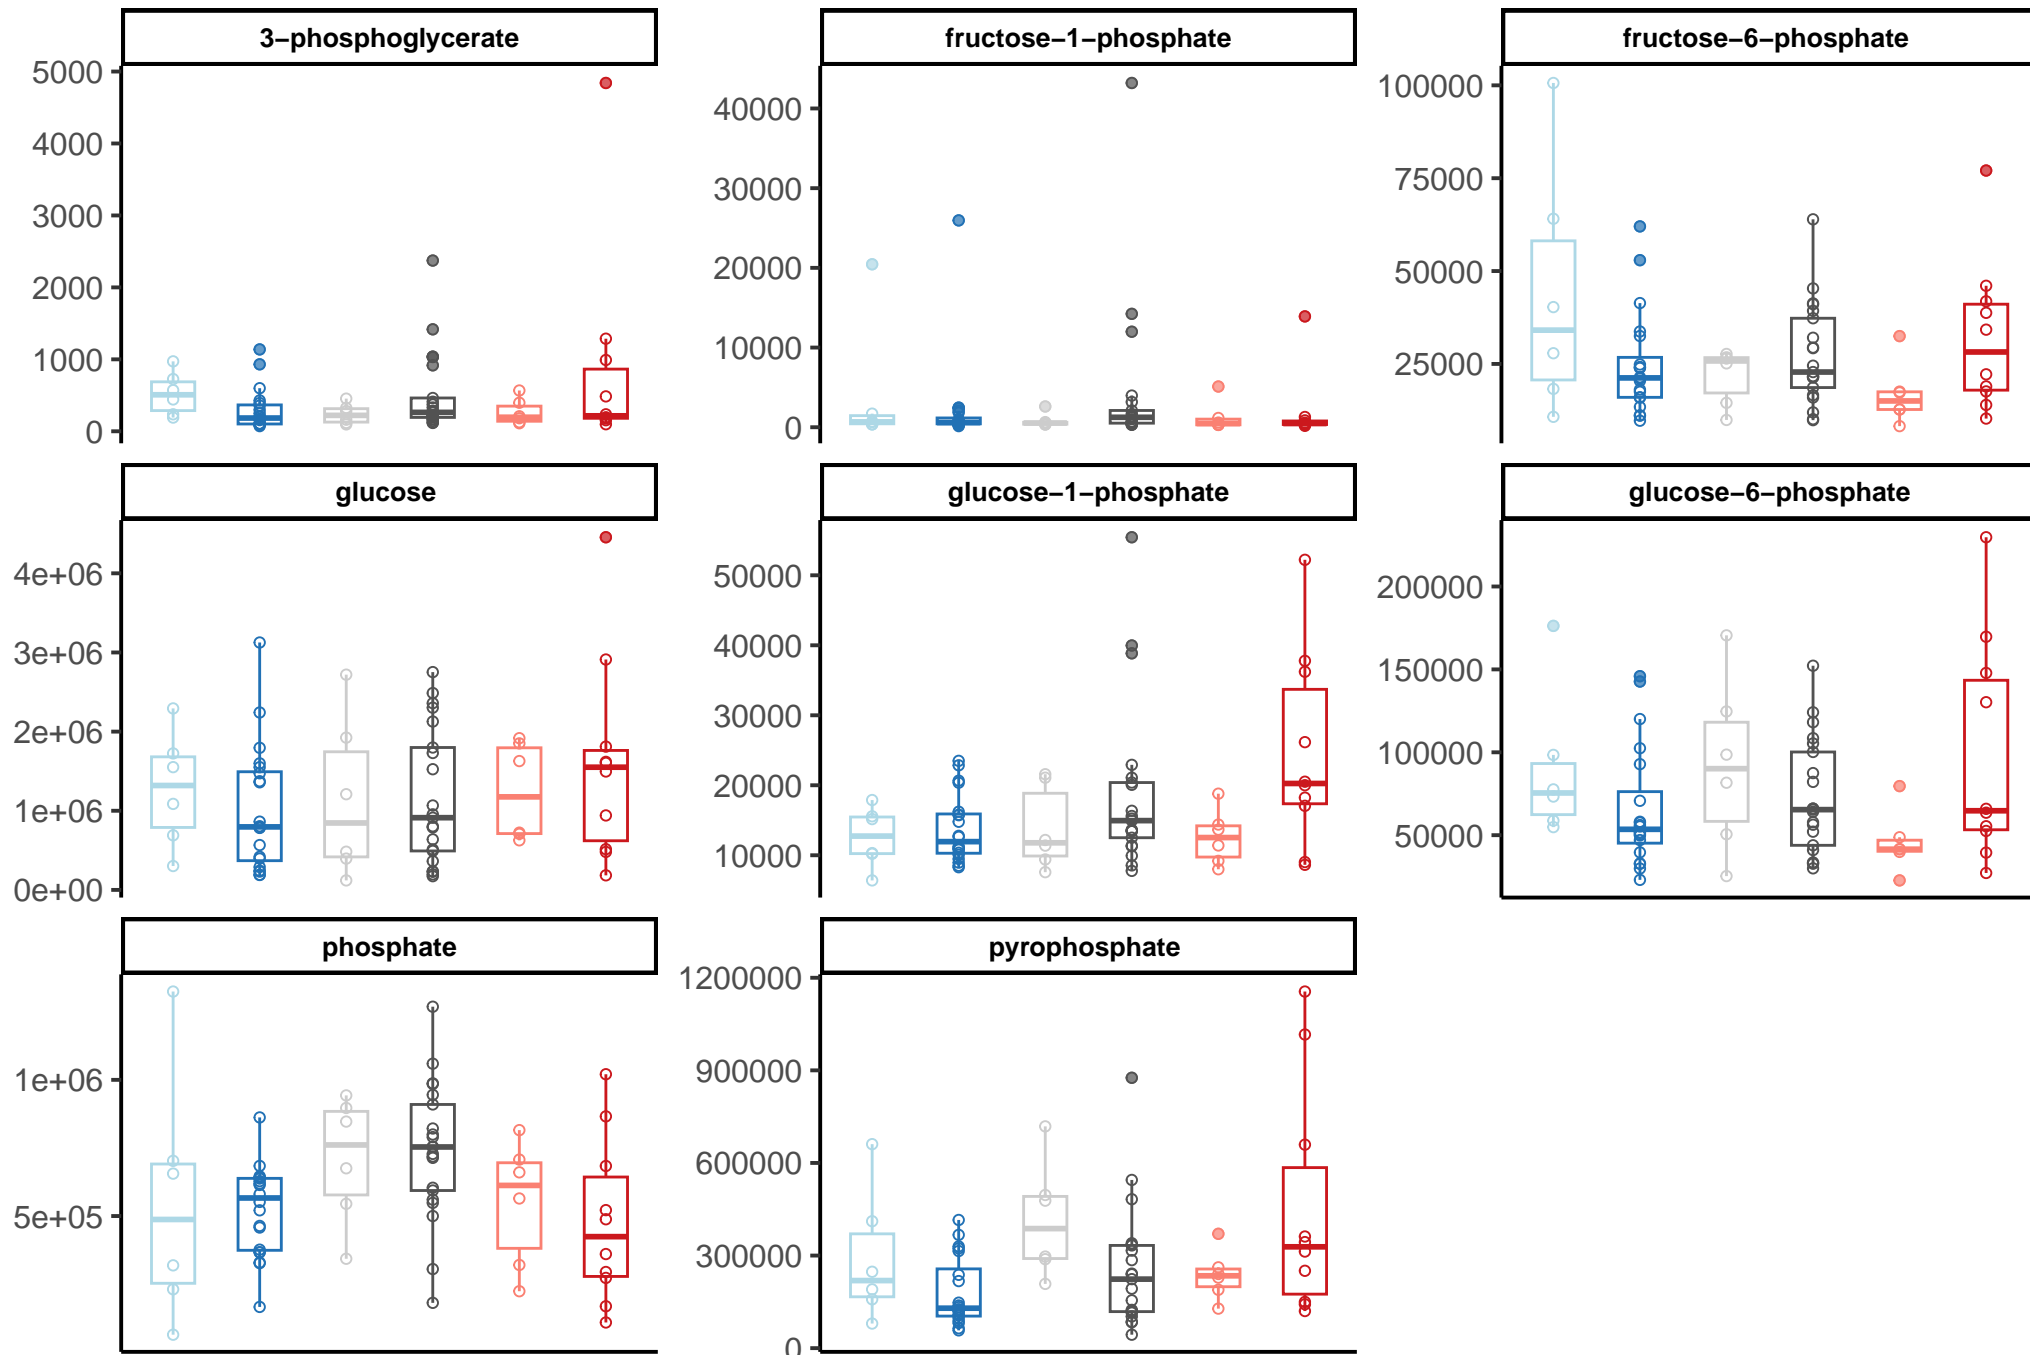 3−phosphoglycerate
5000
4000
3000
2000
1000
0
fructose−1−phosphate
40000
30000
20000
10000
0
fructose−6−phosphate
100000
75000
50000
25000
glucose
4e+06
3e+06
2e+06
1e+06
0e+00
glucose−1−phosphate
50000
40000
30000
20000
10000
glucose−6−phosphate
200000
150000
100000
50000
phosphate
1e+06
5e+05
pyrophosphate
1200000
900000
600000
300000
0